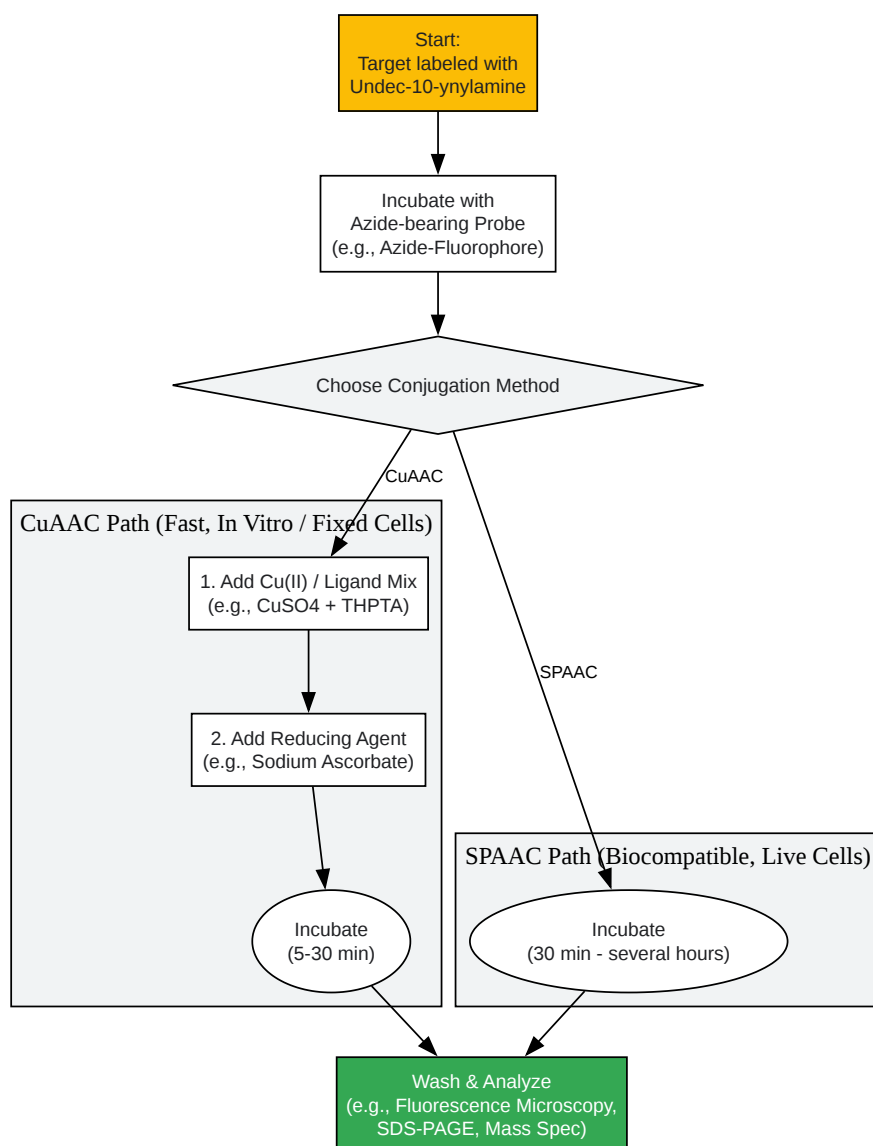 Start:
Target labeled with
Undec-10-ynylamine
Incubate with
Azide-bearing Probe
(e.g., Azide-Fluorophore)
Choose Conjugation Method
CuAAC
CuAAC Path (Fast, In Vitro / Fixed Cells)
1. Add Cu(II) / Ligand Mix
(e.g., CuSO4 + THPTA)
SPAAC
2. Add Reducing Agent
(e.g., Sodium Ascorbate)
SPAAC Path (Biocompatible, Live Cells)
Incubate
(5-30 min)
Incubate
(30 min - several hours)
Wash & Analyze
(e.g., Fluorescence Microscopy,
SDS-PAGE, Mass Spec)